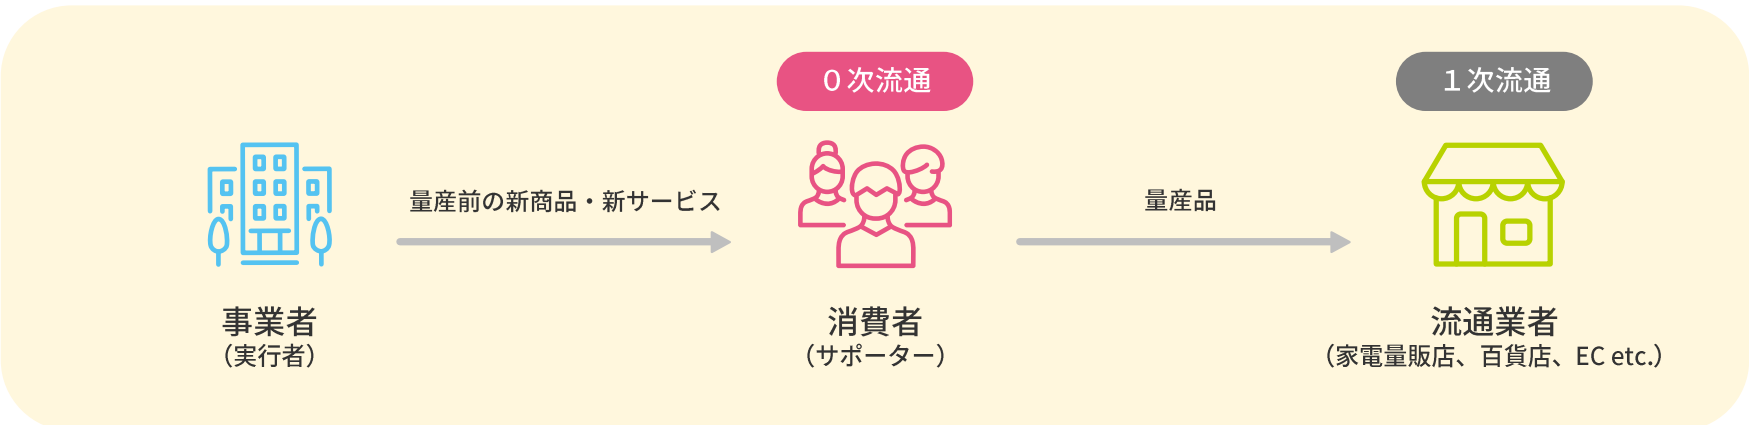 ０次流通
１次流通
量産前の新商品・新サービス
量産品
事業者
（実行者）
消費者
（サポーター）
流通業者
（家電量販店、百貨店、EC etc.）